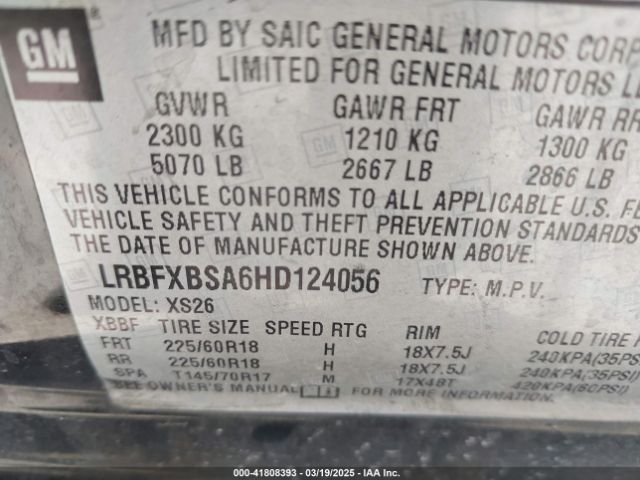 GM
MFD BY SAIC GENERAL MOTORS CORP
LIMITED FOR GENERAL MOTORS LL
GVWR GAWR FRT GAWR RR
2300 KG 1210 KG 1300 KG
5070 LB 2667 LB 2866 LB
THIS VEHICLE CONFORMS TO ALL APPLICABLE U.S. F
VEHICLE SAFETY AND THEFT PREVENTION STANDARDS
THE DATE OF MANUFACTURE SHOWN ABOVE.
LRBFXBSA6HD124056 TYPE: M.P.V.
MODEL: XS26
XBBF TIRE SIZE SPEED RTG RIM COLD TIRE
FRT 225/60R18 H 18X7.5J 240KPA(35PSI)
RR 225/60R18 H 18X7.5J 240KPA(35PSI)
SPA T145/70R17 M 17X4BT 420KPA(60PSI)
SEE OWNER'S MANUAL FOR MORE INFORMATION.
000-41808393 — 03/19/2025 — IAA Inc.